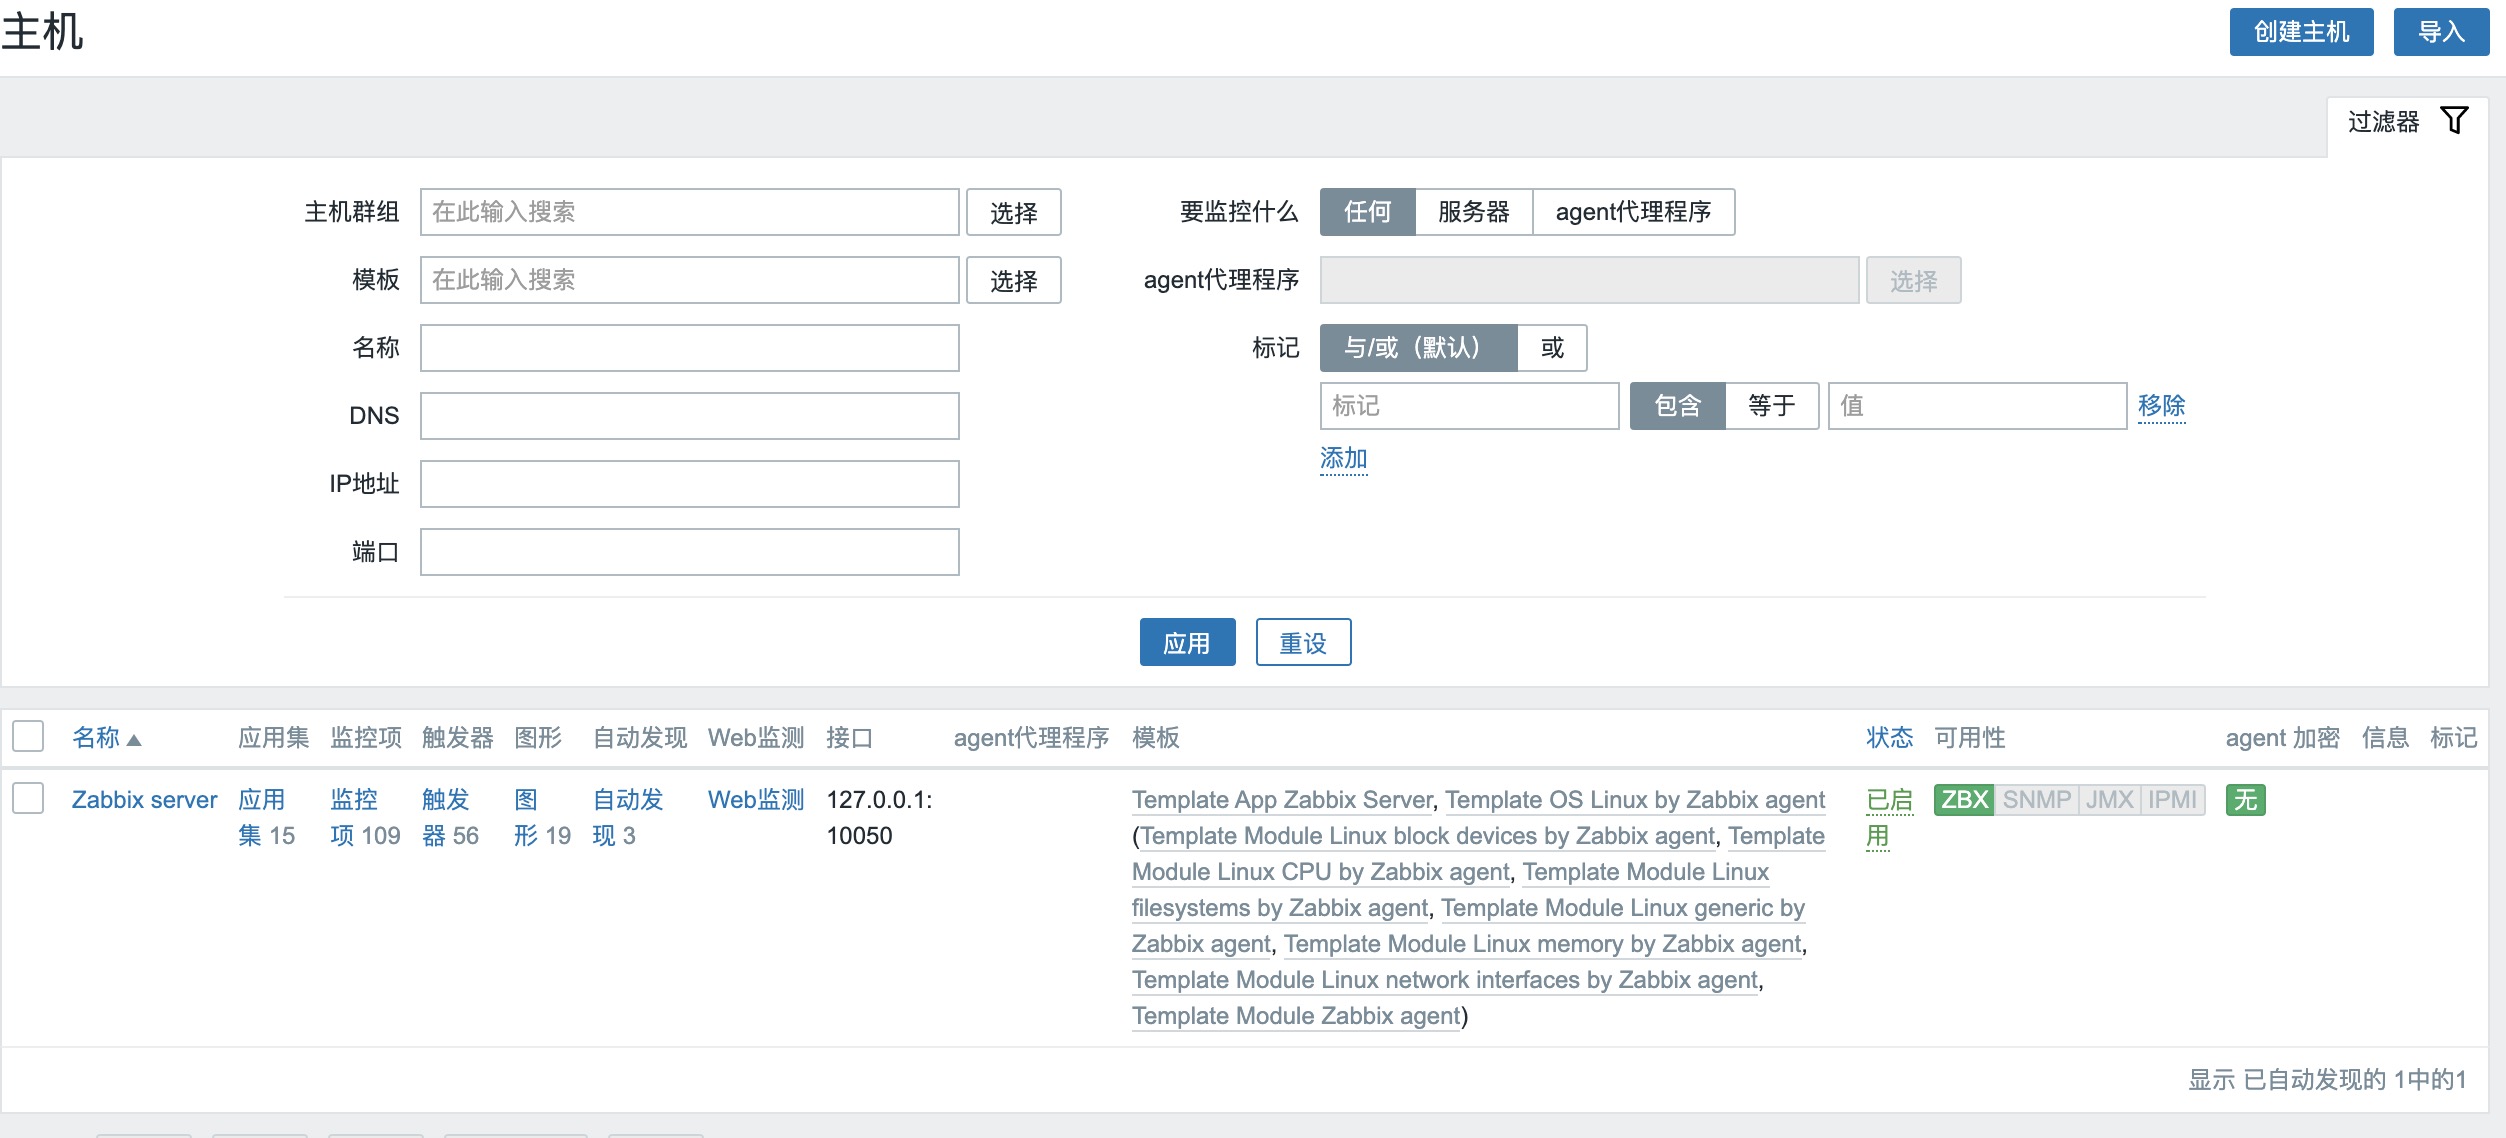 主机
创建主机 导入
过滤器
主机群组 在此输入搜索 选择 要监控什么 任何 服务器 agent代理程序
模板 在此输入搜索 选择 agent代理程序 选择
名称 标记 与/或（默认） 或
DNS 标记 包含 等于 值 移除
添加
IP地址
端口
应用 重设
名称 ▲ 应用集 监控项 触发器 图形 自动发现 Web监测 接口 agent代理程序 模板 状态 可用性 agent 加密 信息 标记
Zabbix server 应用 监控 触发 图 自动发 Web监测 127.0.0.1: Template App Zabbix Server, Template OS Linux by Zabbix agent 已启 ZBX SNMP JMX IPMI 无
集 15 项 109 器 56 形 19 现 3 10050 (Template Module Linux block devices by Zabbix agent, Template 用
Module Linux CPU by Zabbix agent, Template Module Linux
filesystems by Zabbix agent, Template Module Linux generic by
Zabbix agent, Template Module Linux memory by Zabbix agent,
Template Module Linux network interfaces by Zabbix agent,
Template Module Zabbix agent)
显示 已自动发现的 1中的1